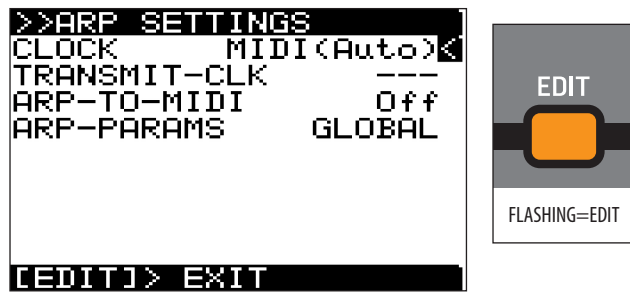 >>ARP SETTINGS
CLOCK MIDI(Auto)<
TRANSMIT-CLK ---
ARP-TO-MIDI Off
ARP-PARAMS GLOBAL
[EDIT]> EXIT
EDIT
FLASHING=EDIT